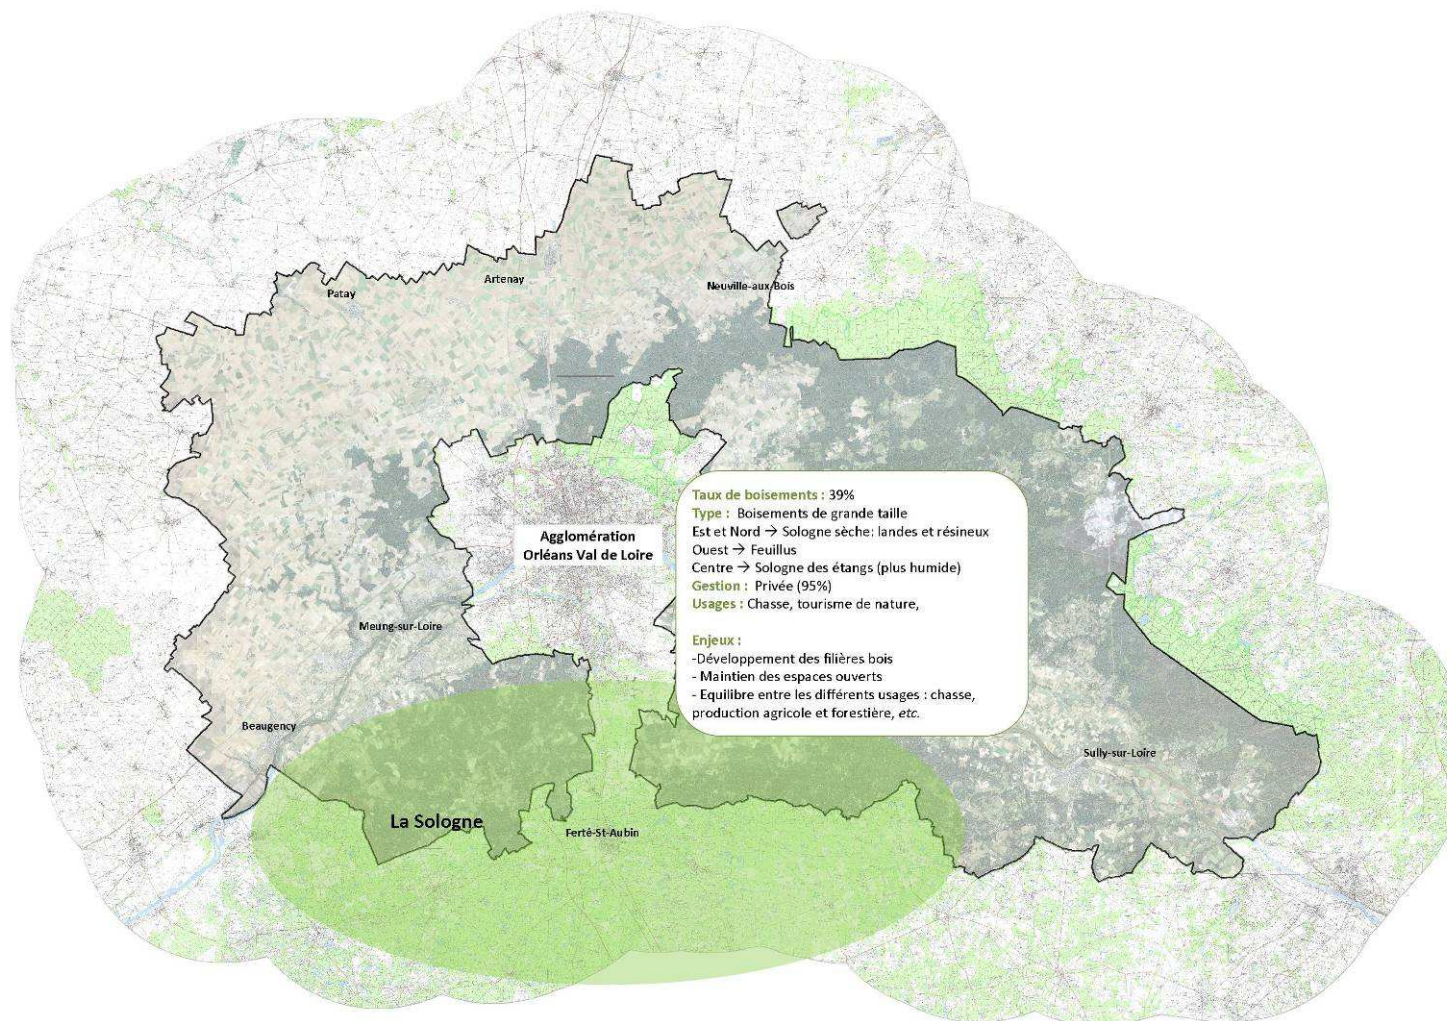 Artenay
Patay
Neuville-aux-Bois
Agglomération
Orléans Val de Loire
Taux de boisements : 39%
Type : Boisements de grande taille
Est et Nord → Sologne sèche: landes et résineux
Ouest → Feuillus
Centre → Sologne des étangs (plus humide)
Gestion : Privée (95%)
Usages : Chasse, tourisme de nature,
Enjeux :
-Développement des filières bois
- Maintien des espaces ouverts
- Equilibre entre les différents usages : chasse,
production agricole et forestière, etc.
Meung-sur-Loire
Beaugency
Sully-sur-Loire
La Sologne
Ferté-St-Aubin